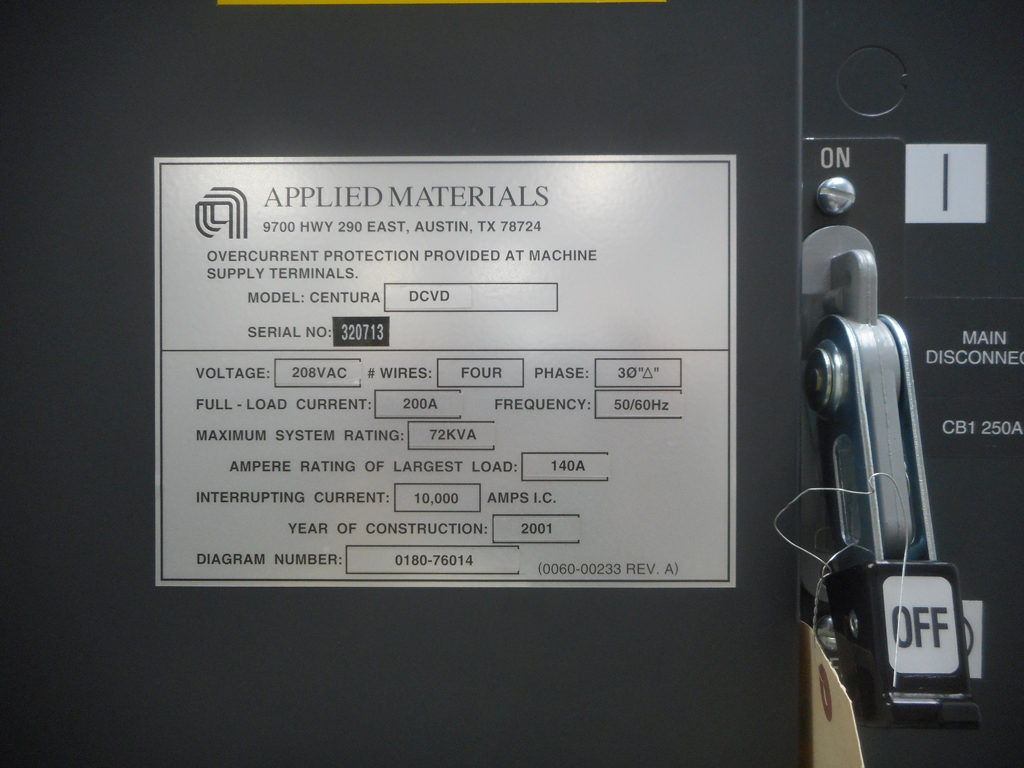 APPLIED MATERIALS
9700 HWY 290 EAST, AUSTIN, TX 78724
OVERCURRENT PROTECTION PROVIDED AT MACHINE
SUPPLY TERMINALS.
MODEL: CENTURA DCVD
SERIAL NO: 320713
VOLTAGE: 208VAC # WIRES: FOUR PHASE: 3Ø"△"
FULL - LOAD CURRENT: 200A FREQUENCY: 50/60Hz
MAXIMUM SYSTEM RATING: 72KVA
AMPERE RATING OF LARGEST LOAD: 140A
INTERRUPTING CURRENT: 10,000 AMPS I.C.
YEAR OF CONSTRUCTION: 2001
DIAGRAM NUMBER: 0180-76014 (0060-00233 REV. A)
ON
I
MAIN
DISCONNEC
CB1 250A
OFF